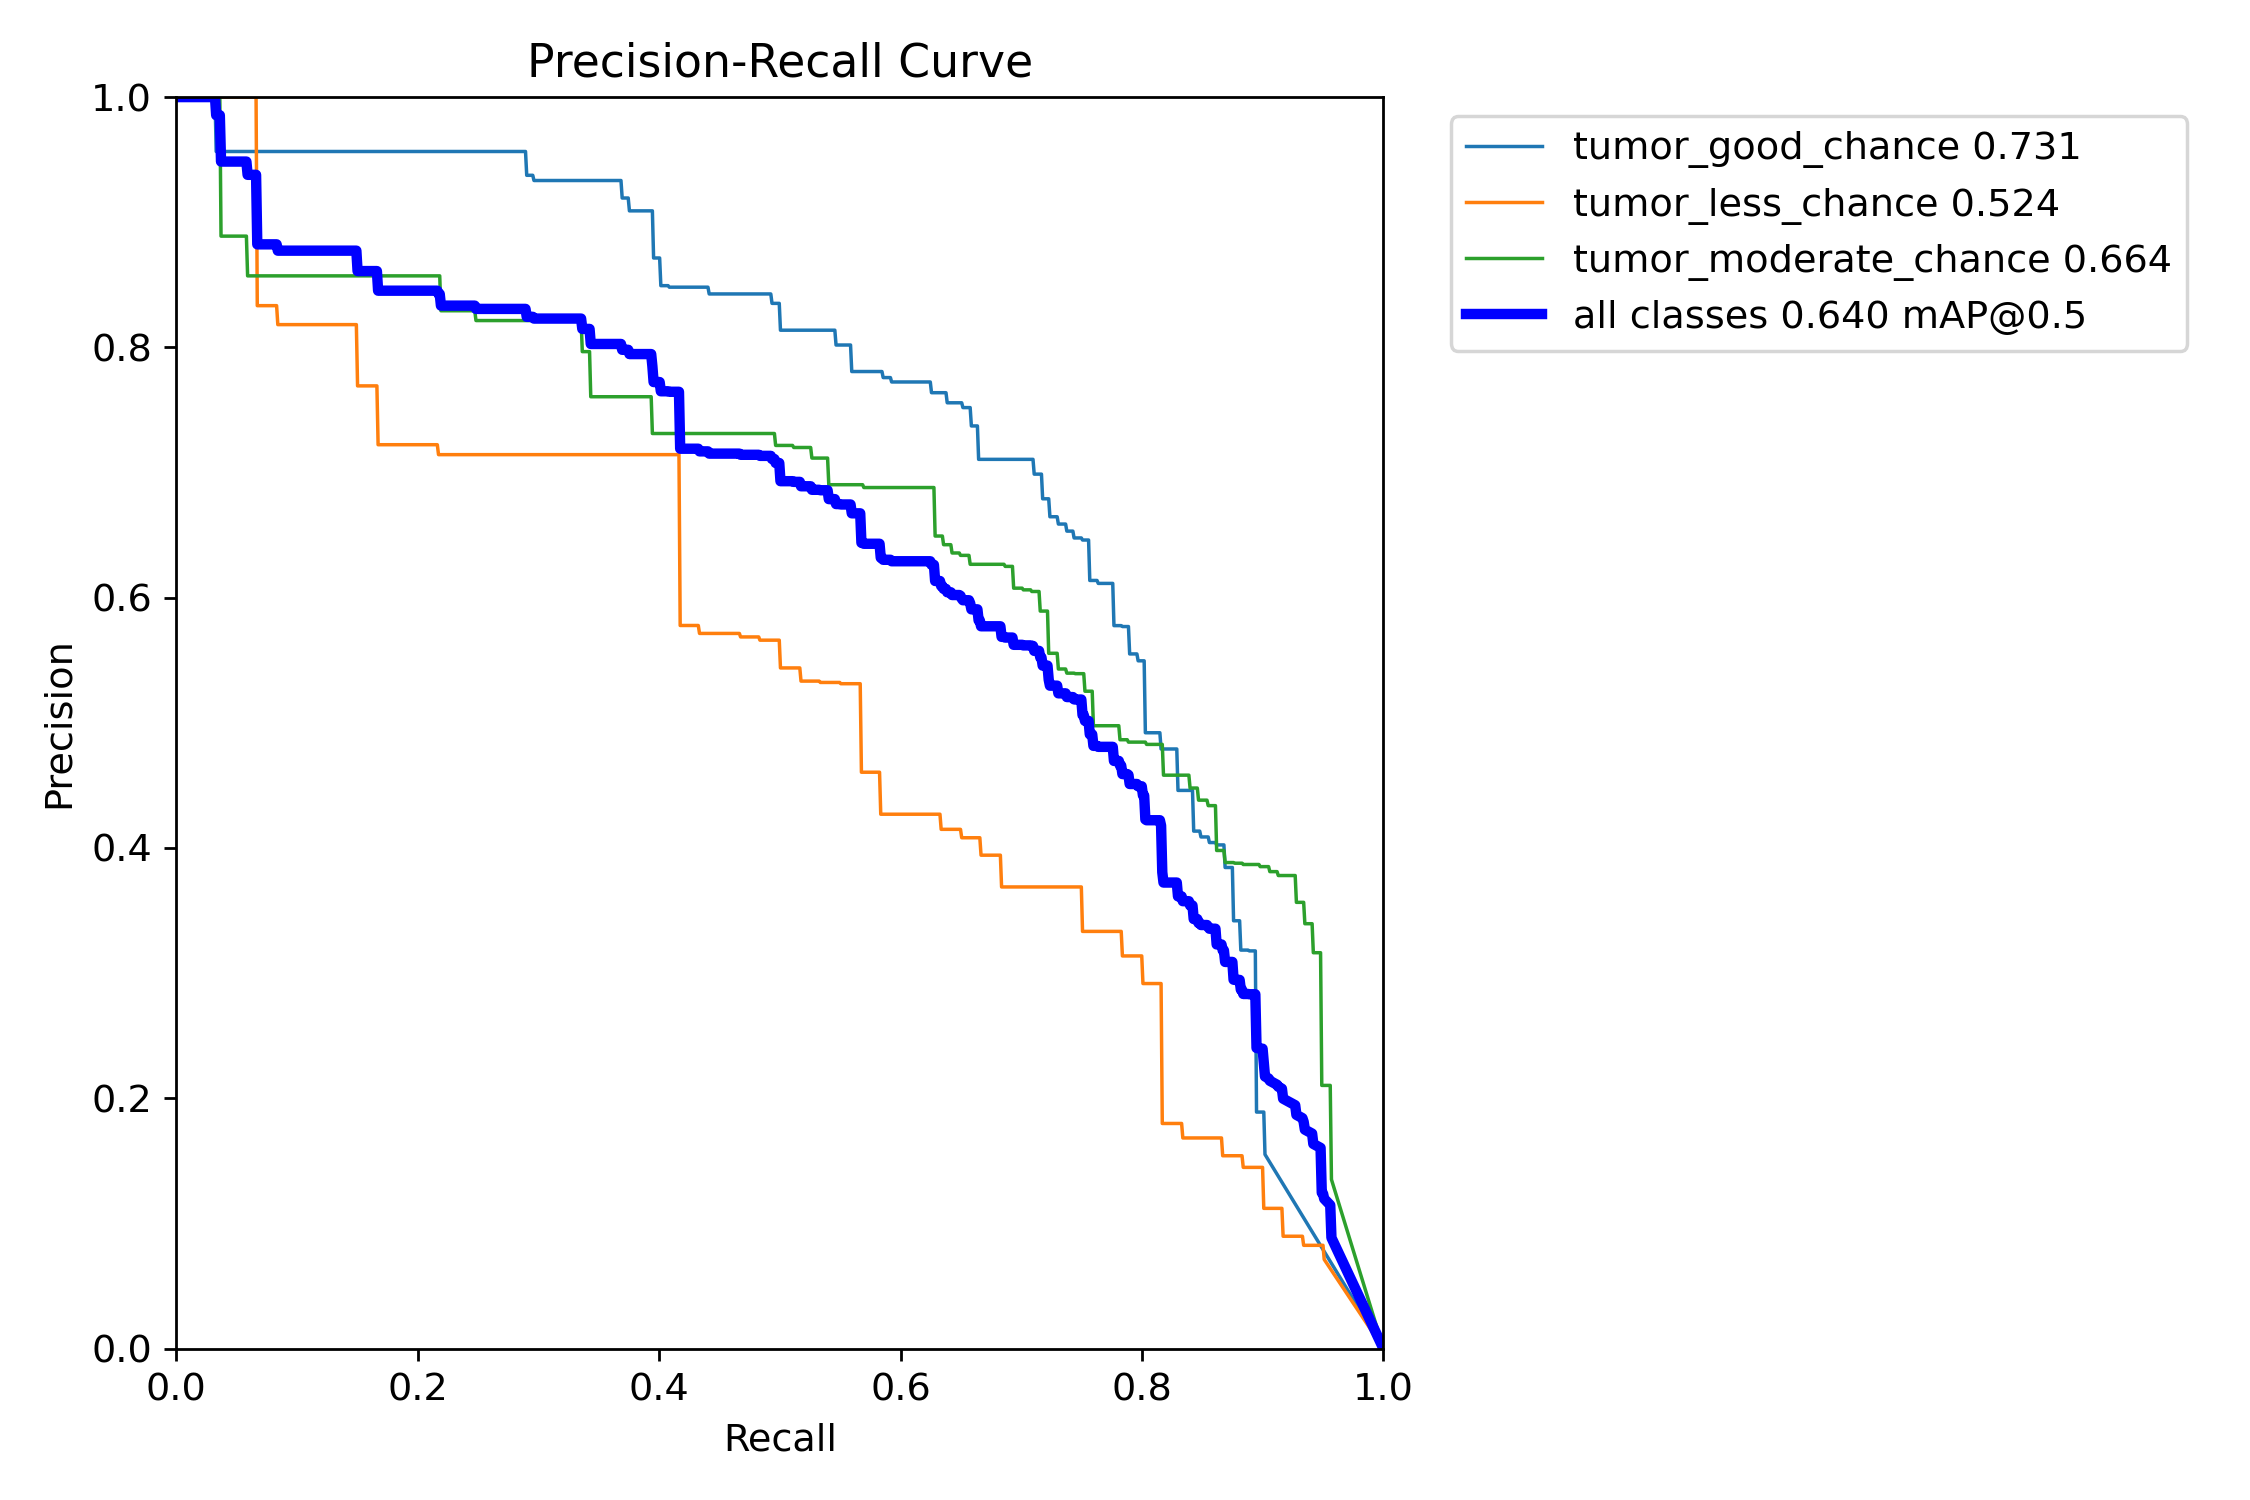 Precision-Recall Curve
1.0
0.8
0.6
0.4
0.2
0.0
Precision
0.0 0.2 0.4 0.6 0.8 1.0
Recall
tumor_good_chance 0.731
tumor_less_chance 0.524
tumor_moderate_chance 0.664
all classes 0.640 mAP@0.5